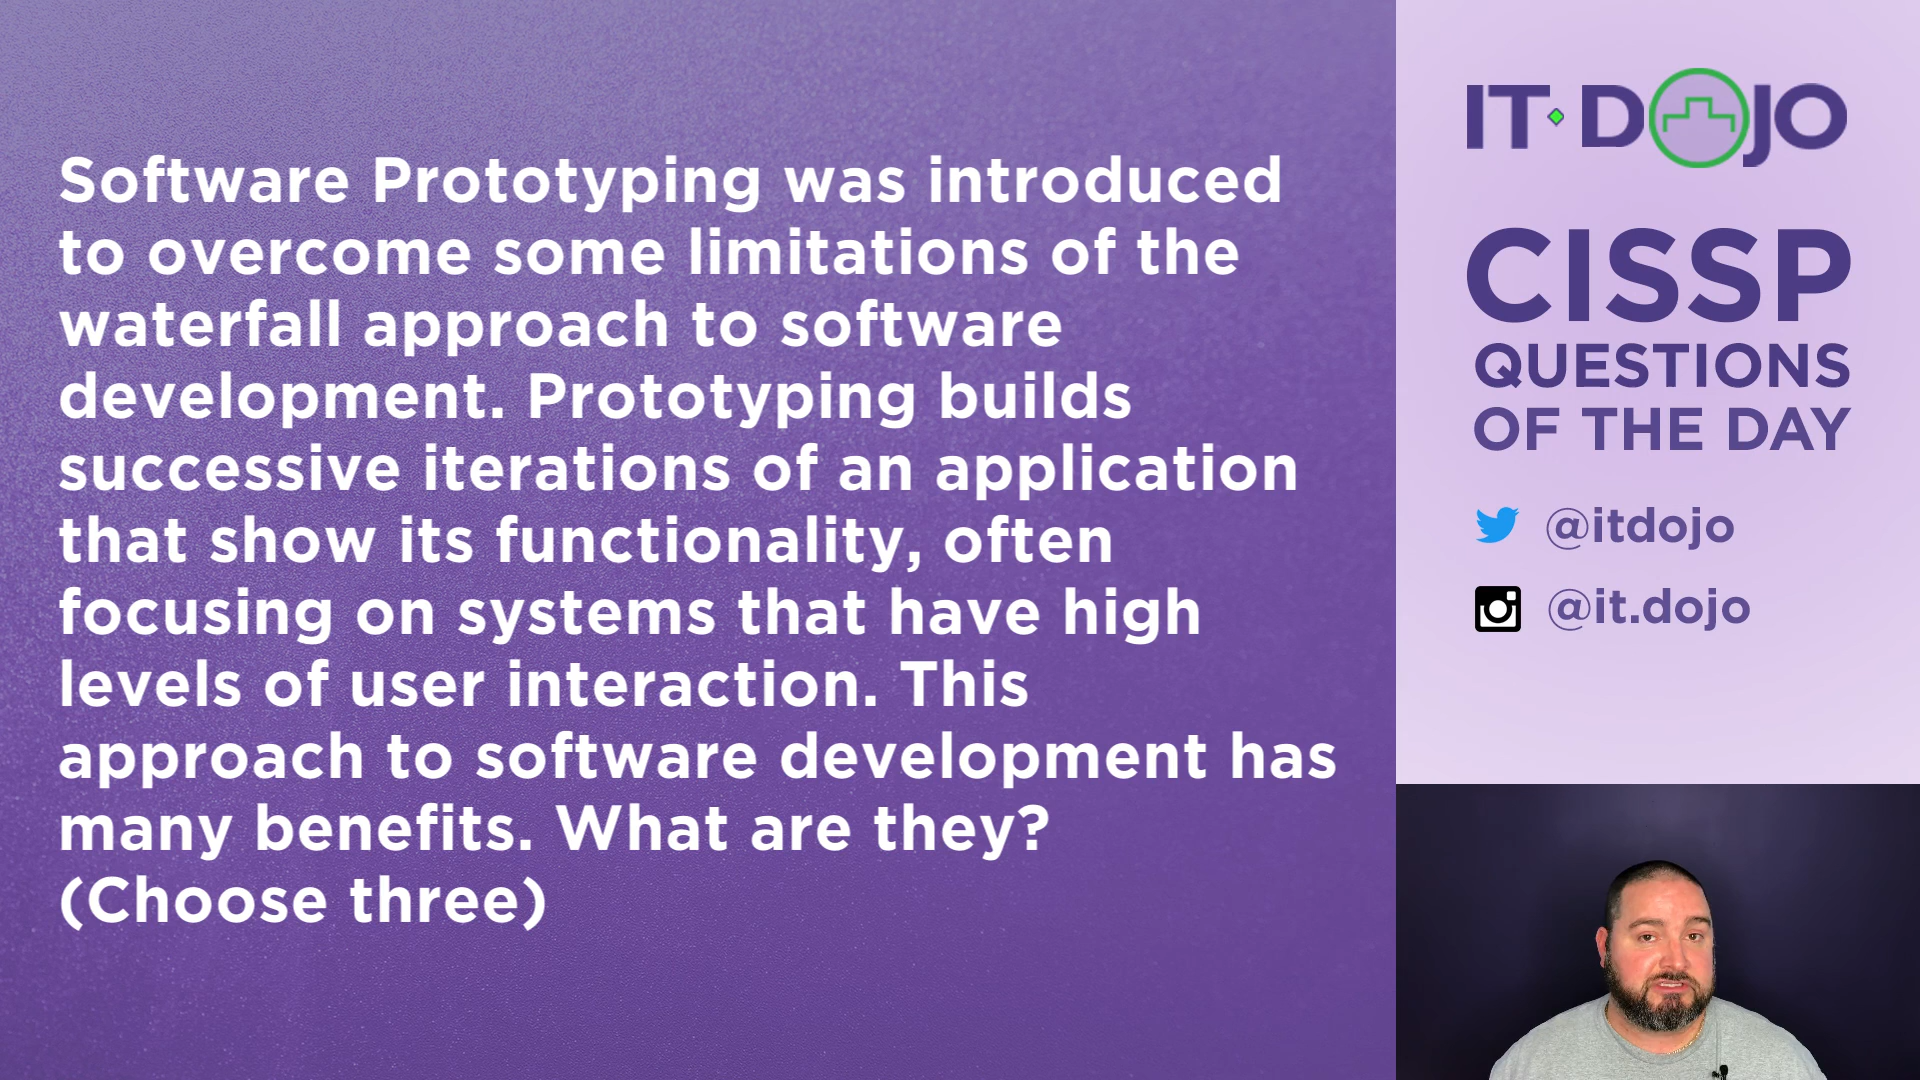 Software Prototyping was introduced
to overcome some limitations of the
waterfall approach to software
development. Prototyping builds
successive iterations of an application
that show its functionality, often
focusing on systems that have high
levels of user interaction. This
approach to software development has
many benefits. What are they?
(Choose three)
IT DOJO
CISSP
QUESTIONS
OF THE DAY
@itdojo
@it.dojo